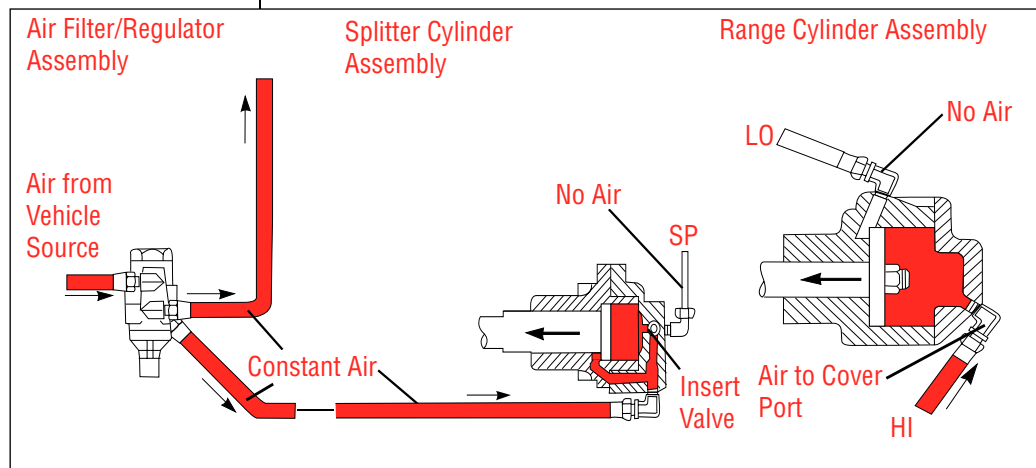 Air Filter/Regulator
Assembly
Splitter Cylinder
Assembly
Range Cylinder Assembly
No Air
LO
Air from
Vehicle
Source
No Air
SP
Constant Air
Insert
Valve
Air to Cover
Port
HI